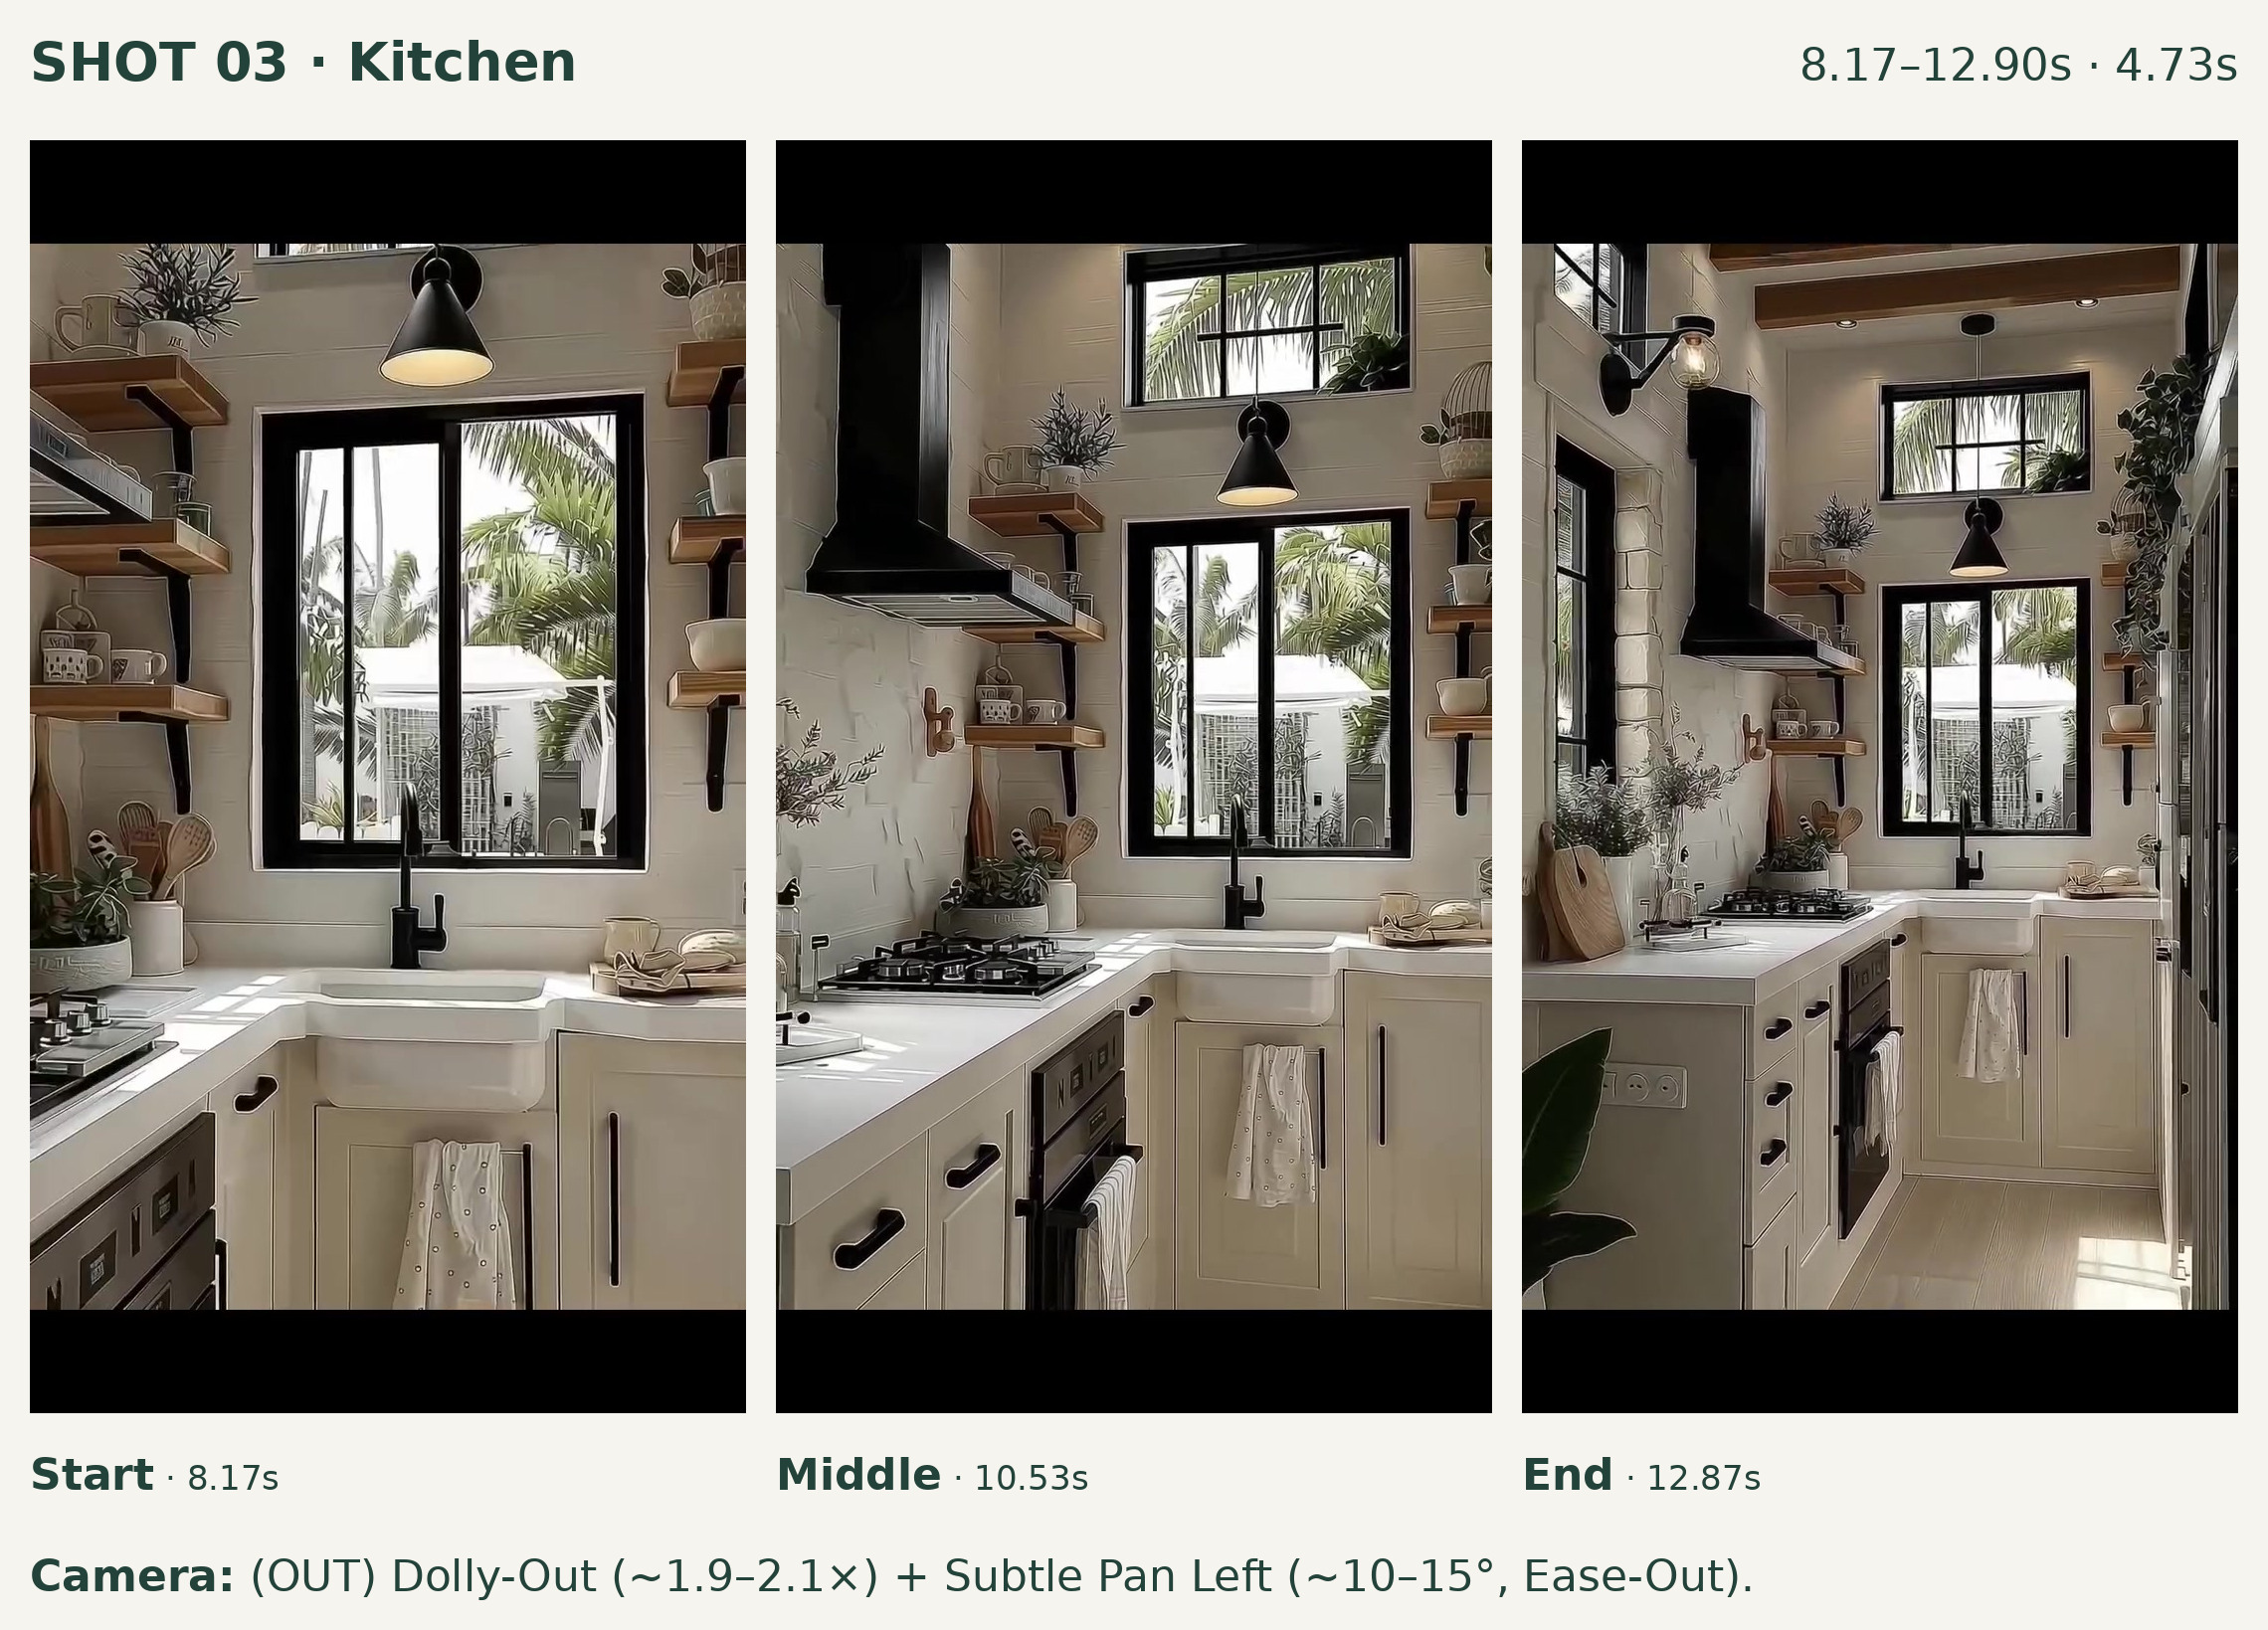 SHOT 03 · Kitchen
8.17–12.90s · 4.73s
Start · 8.17s
Middle · 10.53s
End · 12.87s
Camera: (OUT) Dolly-Out (~1.9–2.1×) + Subtle Pan Left (~10–15°, Ease-Out).